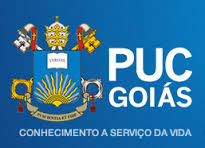 VERITAS
PUC
GOIÁS
CONHECIMENTO A SERVIÇO DA VIDA